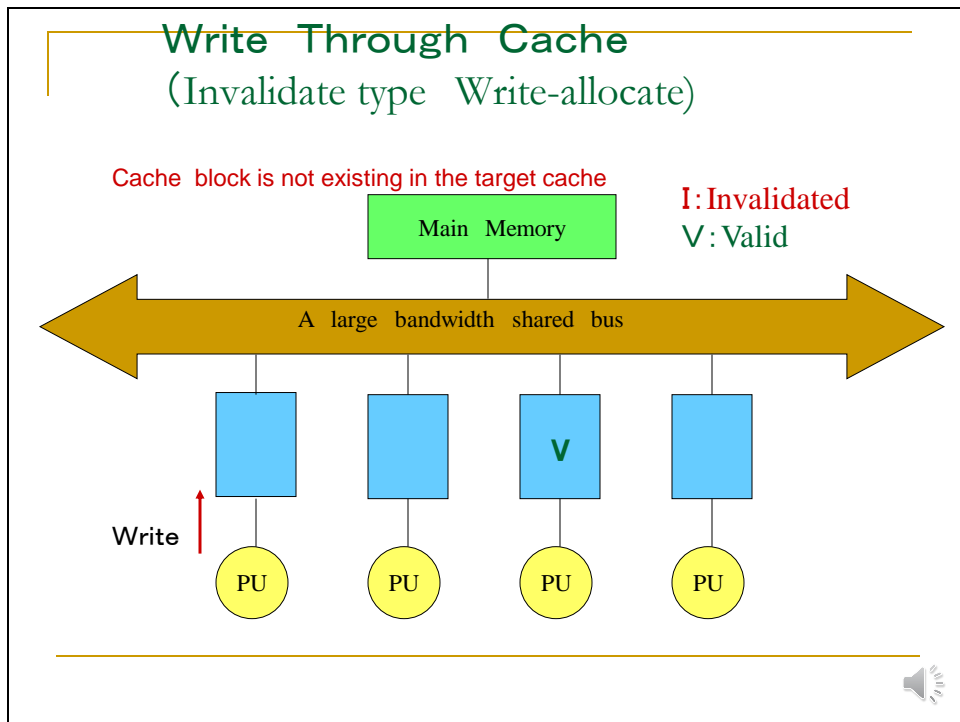 Write Through Cache
(Invalidate type Write-allocate)
Cache block is not existing in the target cache
I:Invalidated
Main Memory
V:Valid
A large bandwidth shared bus
V
Write
PU PU PU PU